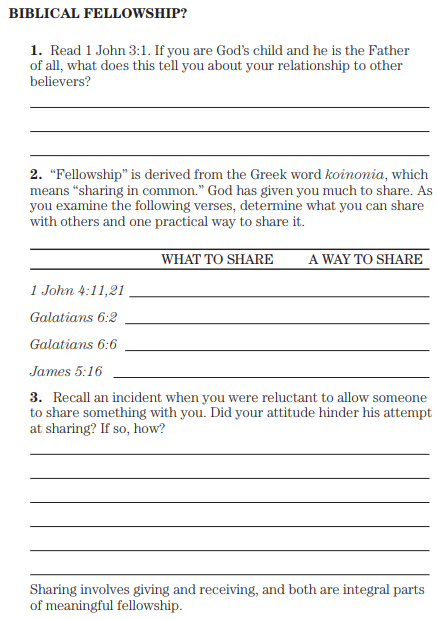 BIBLICAL FELLOWSHIP?
1. Read 1 John 3:1. If you are God’s child and he is the Father
of all, what does this tell you about your relationship to other
believers?
2. “Fellowship” is derived from the Greek word koinonia, which
means “sharing in common.” God has given you much to share. As
you examine the following verses, determine what you can share
with others and one practical way to share it.
WHAT TO SHARE A WAY TO SHARE
1 John 4:11,21
Galatians 6:2
Galatians 6:6
James 5:16
3. Recall an incident when you were reluctant to allow someone
to share something with you. Did your attitude hinder his attempt
at sharing? If so, how?
Sharing involves giving and receiving, and both are integral parts
of meaningful fellowship.